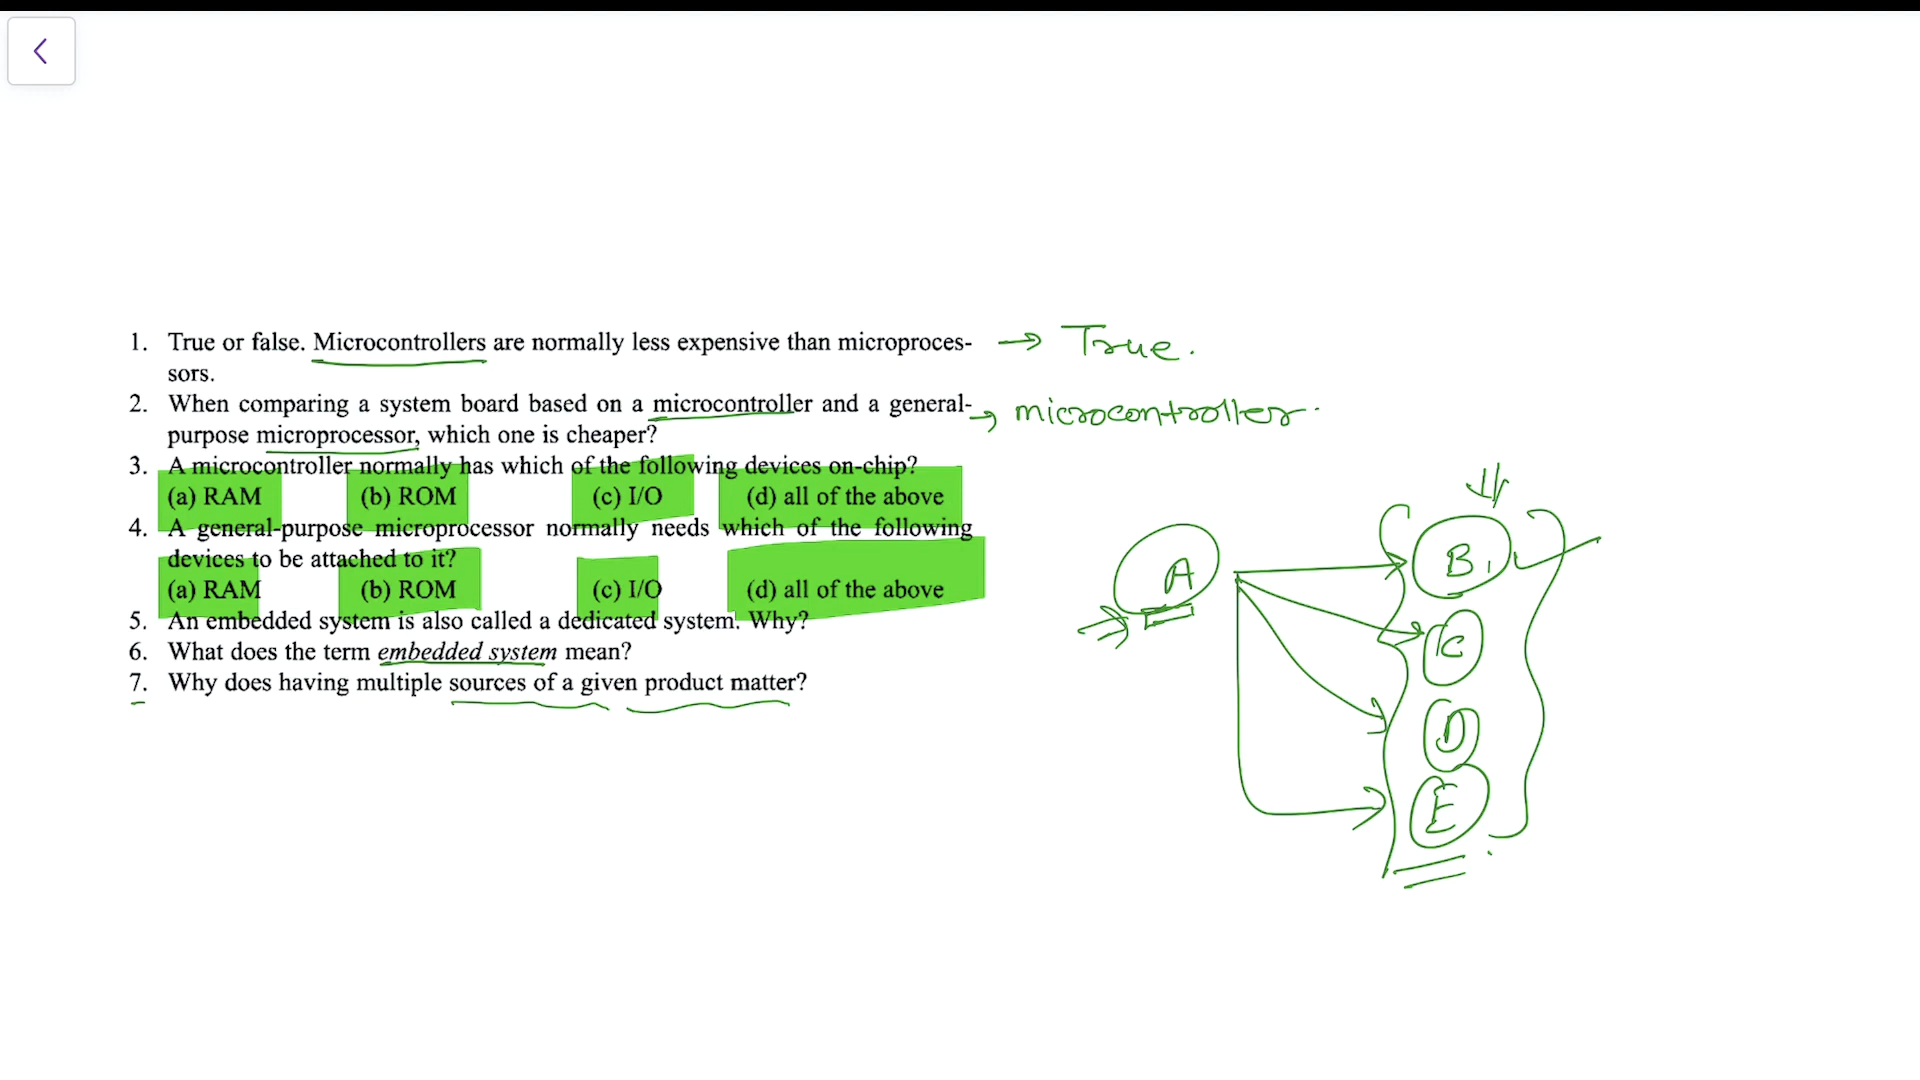 1. True or false. Microcontrollers are normally less expensive than microproces-
sors.
→ True.
2. When comparing a system board based on a microcontroller and a general-
purpose microprocessor, which one is cheaper?
→ microcontroller.
3. A microcontroller normally has which of the following devices on-chip?
(a) RAM (b) ROM (c) I/O (d) all of the above
4. A general-purpose microprocessor normally needs which of the following
devices to be attached to it?
(a) RAM (b) ROM (c) I/O (d) all of the above
5. An embedded system is also called a dedicated system. Why?
6. What does the term embedded system mean?
7. Why does having multiple sources of a given product matter?
A
B
C
D
E